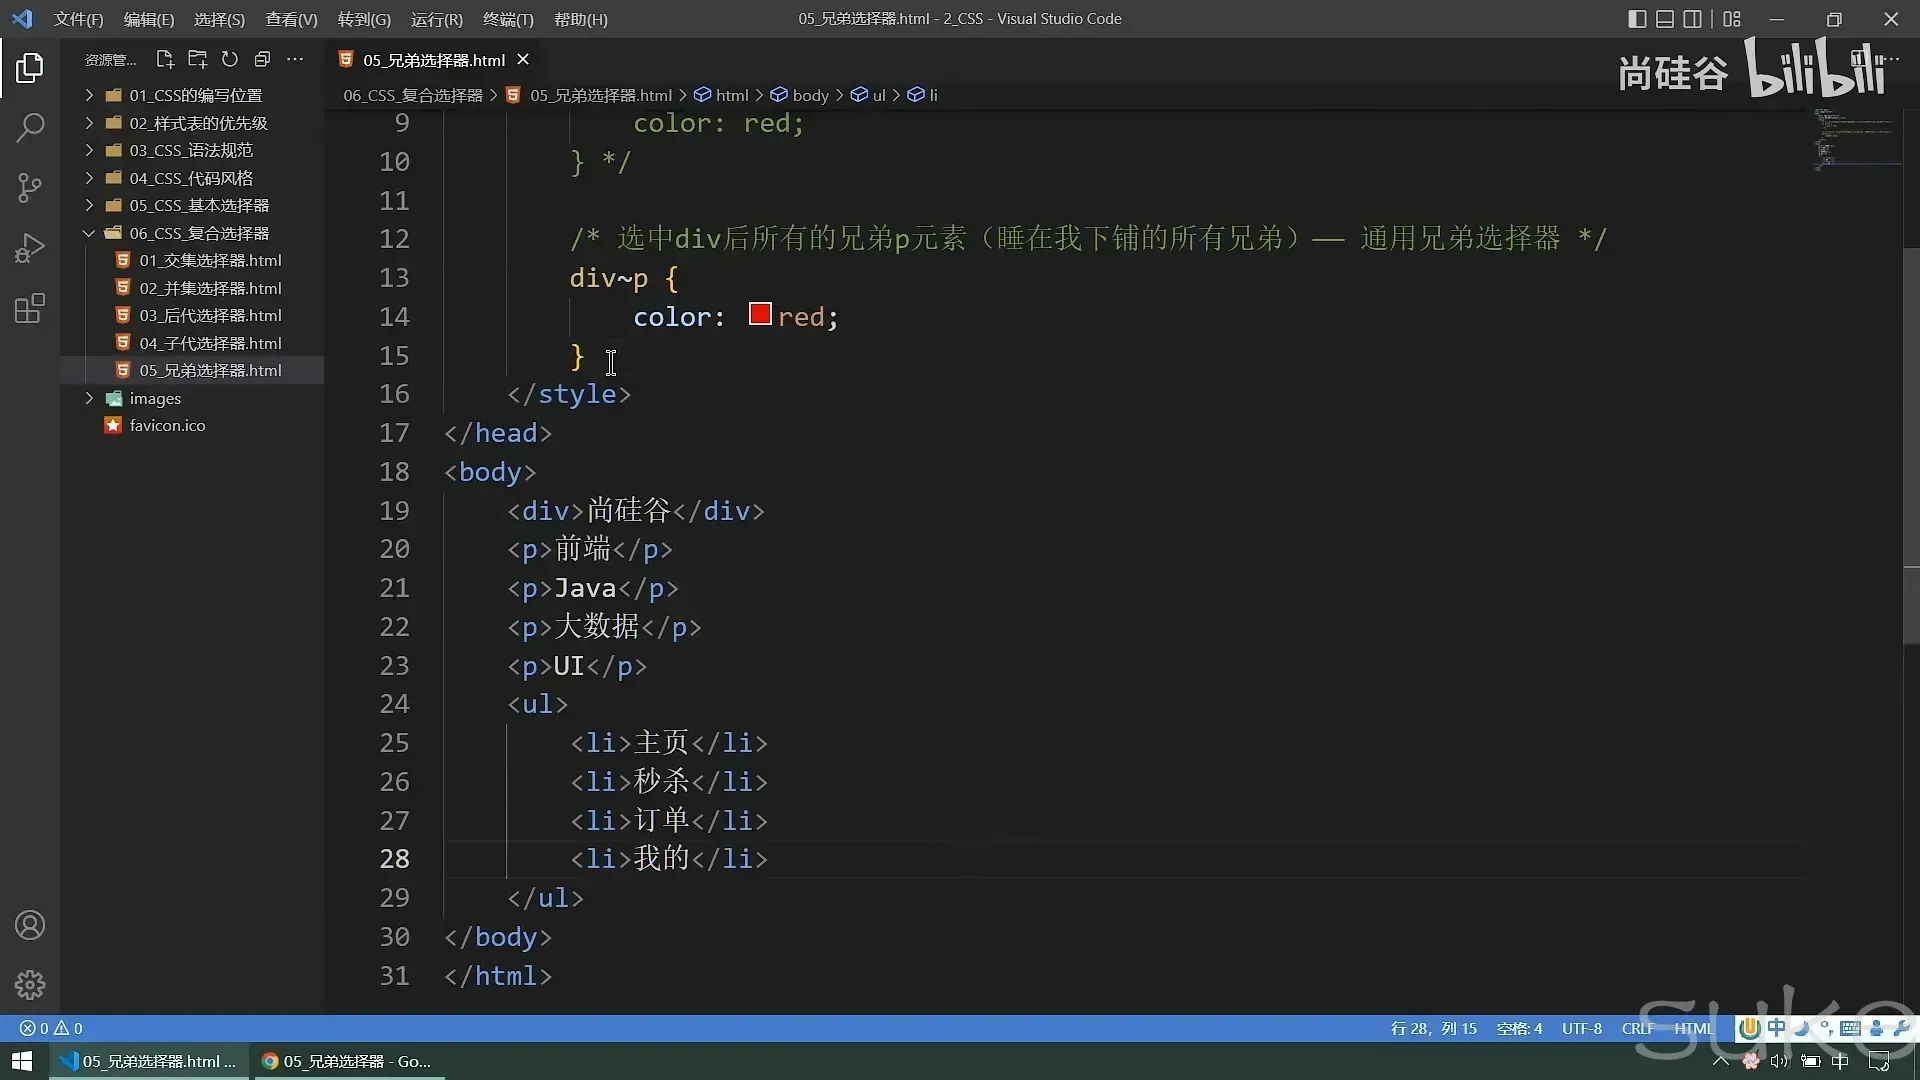 文件(F) 编辑(E) 选择(S) 查看(V) 转到(G) 运行(R) 终端(T) 帮助(H)
05_兄弟选择器.html - 2_CSS - Visual Studio Code
资源管...
05_兄弟选择器.html
尚硅谷 bilibili
06_CSS_复合选择器 > 05_兄弟选择器.html > html > body > ul > li
01_CSS的编写位置
02_样式表的优先级
03_CSS_语法规范
04_CSS_代码风格
05_CSS_基本选择器
06_CSS_复合选择器
01_交集选择器.html
02_并集选择器.html
03_后代选择器.html
04_子代选择器.html
05_兄弟选择器.html
images
favicon.ico
9 color: red;
10 } */
11
12 /* 选中div后所有的兄弟p元素（睡在我下铺的所有兄弟）—— 通用兄弟选择器 */
13 div~p {
14 color: red;
15 }
16 </style>
17 </head>
18 <body>
19 <div>尚硅谷</div>
20 <p>前端</p>
21 <p>Java</p>
22 <p>大数据</p>
23 <p>UI</p>
24 <ul>
25 <li>主页</li>
26 <li>秒杀</li>
27 <li>订单</li>
28 <li>我的</li>
29 </ul>
30 </body>
31 </html>
0 0
行 28，列 15 空格: 4 UTF-8 CRLF HTML 中
suke
05_兄弟选择器.html ...
05_兄弟选择器 - Go...
中